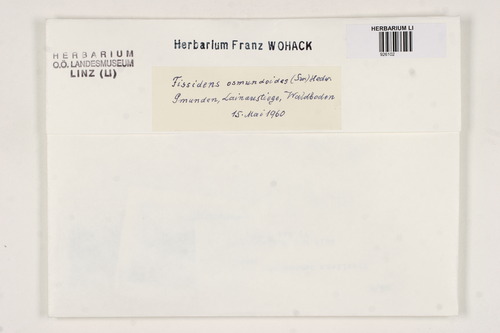 HERBARIUM
O.Ö. LANDESMUSEUM
LINZ (LI)
Herbarium Franz WOHACK
HERBARIUM LI
926102
Fissidens osmundoides (Sw) Hedw.
Gmunden, Lainaustiege, Waldboden
15. Mai 1960